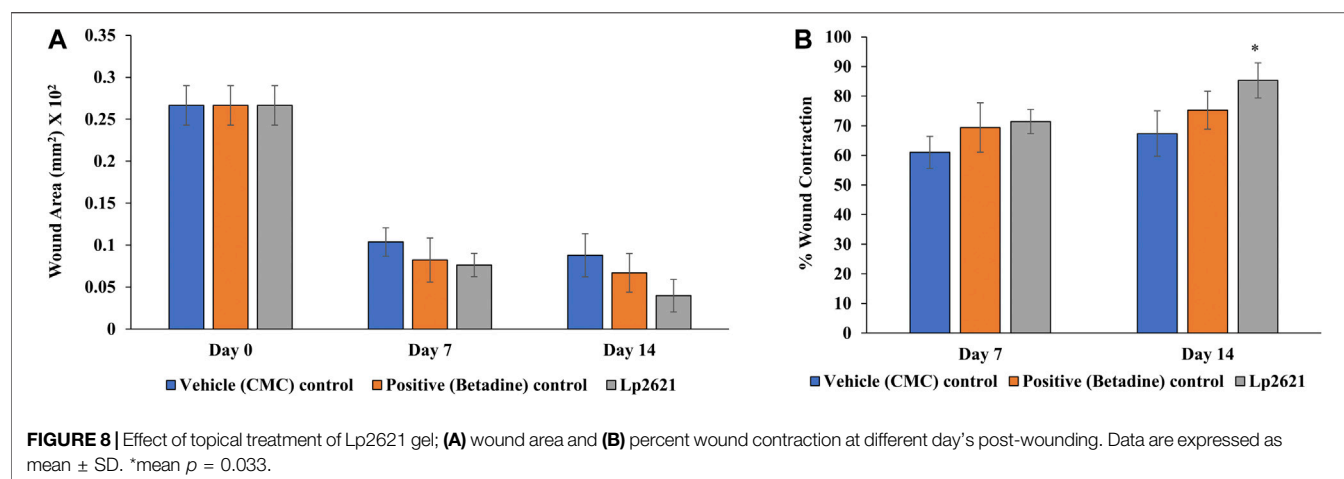 A
0.35
0.3
0.25
0.2
0.15
0.1
0.05
0
Wound Area (mm²) X 10²
Day 0 Day 7 Day 14
Vehicle (CMC) control Positive (Betadine) control Lp2621
B
100
90
80
70
60
50
40
30
20
10
0
% Wound Contraction
*
Day 7 Day 14
Vehicle (CMC) control Positive (Betadine) control Lp2621
FIGURE 8 | Effect of topical treatment of Lp2621 gel; (A) wound area and (B) percent wound contraction at different day's post-wounding. Data are expressed as
mean ± SD. *mean p = 0.033.